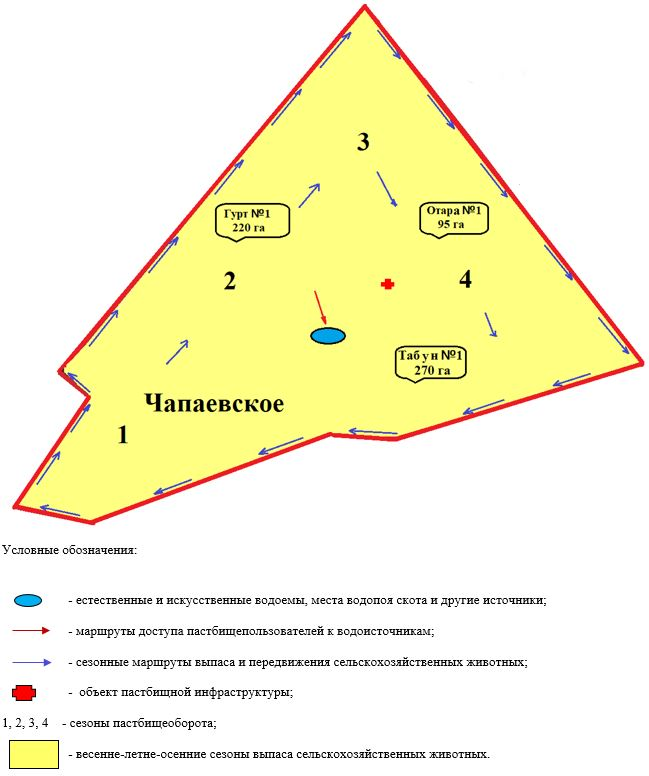 3
Гурт №1
220 га
Отара №1
95 га
2
4
Табун №1
270 га
Чапаевское
1
Условные обозначения:
- естественные и искусственные водоемы, места водопоя скота и другие источники;
- маршруты доступа пастбищепользователей к водоисточникам;
- сезонные маршруты выпаса и передвижения сельскохозяйственных животных;
- объект пастбищной инфраструктуры;
1, 2, 3, 4 - сезоны пастбищеоборота;
- весенне-летне-осенние сезоны выпаса сельскохозяйственных животных.